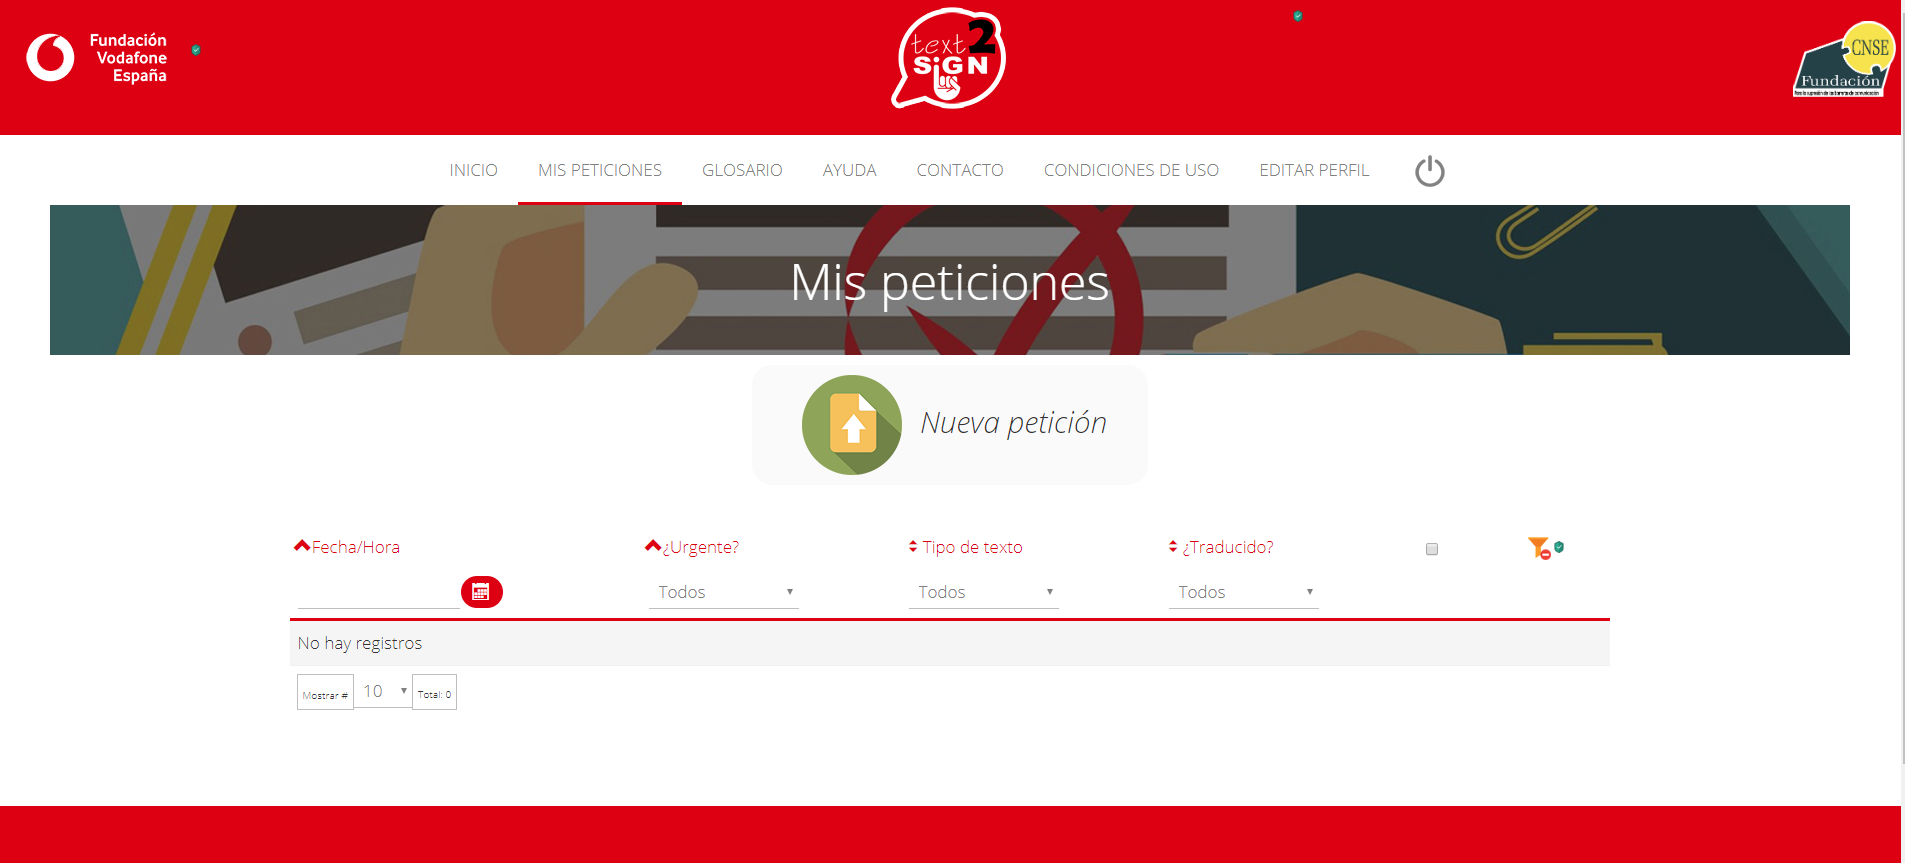 Fundación
Vodafone
España
text 2
SiGN
CNSE
Fundación
INICIO MIS PETICIONES GLOSARIO AYUDA CONTACTO CONDICIONES DE USO EDITAR PERFIL
Mis peticiones
Nueva petición
Fecha/Hora ¿Urgente? Tipo de texto ¿Traducido?
Todos Todos Todos
No hay registros
Mostrar # 10 Total: 0